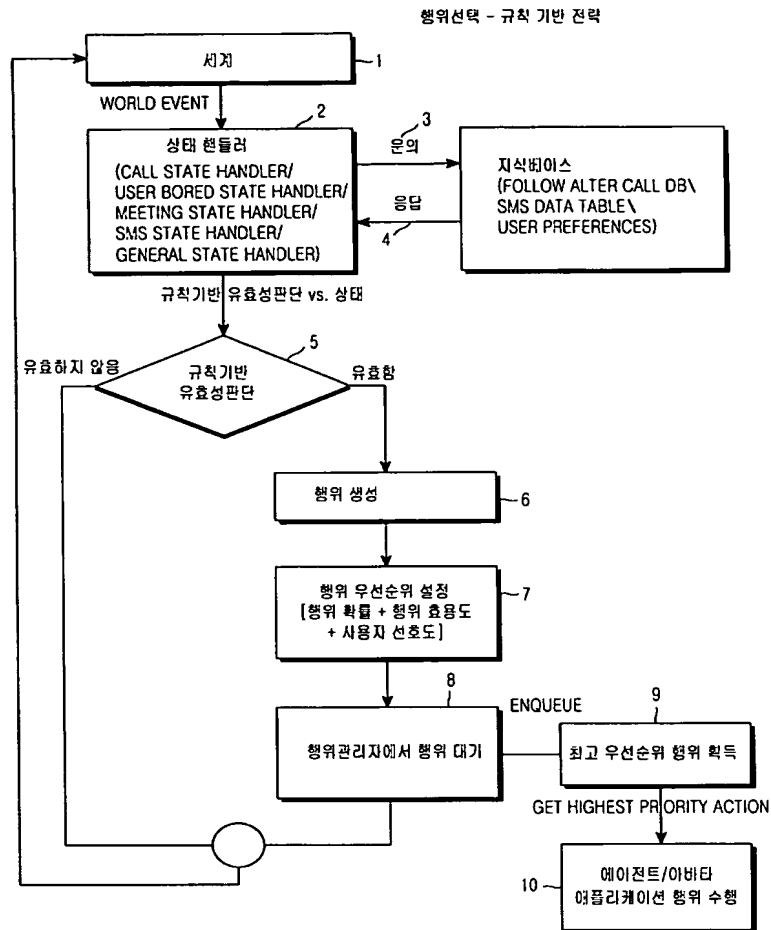 행위선택 - 규칙 기반 전략
세계
1
WORLD EVENT
2
상태 핸들러
(CALL STATE HANDLER/
USER BORED STATE HANDLER/
MEETING STATE HANDLER/
SMS STATE HANDLER/
GENERAL STATE HANDLER)
3
문의
응답
4
지식베이스
(FOLLOW ALTER CALL DB\
SMS DATA TABLE\
USER PREFERENCES)
규칙기반 유효성판단 vs. 상태
5
유효하지 않음
규칙기반
유효성판단
유효함
행위 생성
6
행위 우선순위 설정
[행위 확률 + 행위 효용도
+ 사용자 선호도]
7
8
ENQUEUE
행위관리자에서 행위 대기
9
최고 우선순위 행위 획득
GET HIGHEST PRIORITY ACTION
10
에이전트/아바타
애플리케이션 행위 수행